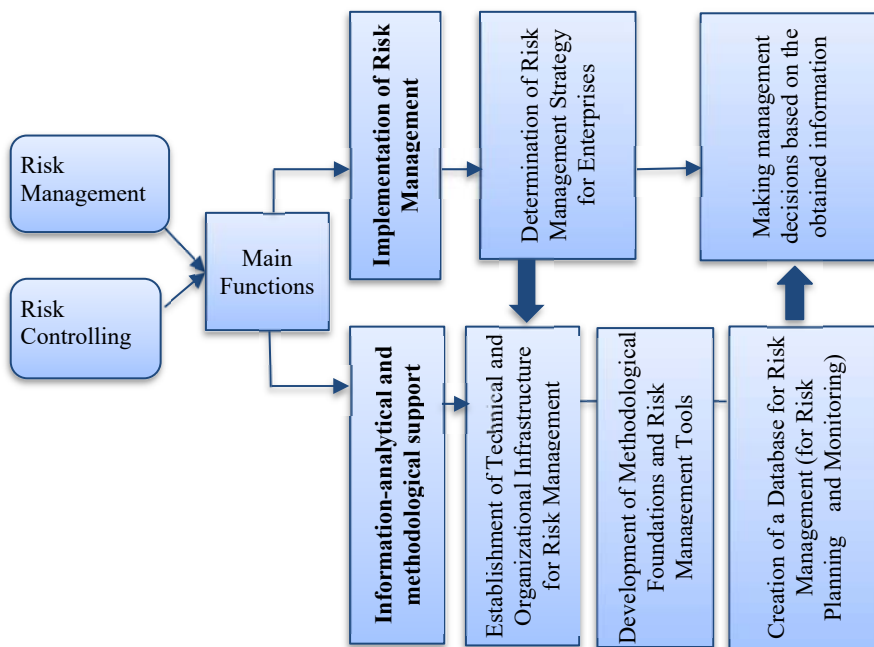 Risk
Management
Risk
Controlling
Main
Functions
Implementation of Risk
Management
Determination of Risk
Management Strategy
for Enterprises
Making management
decisions based on the
obtained information
Information-analytical and
methodological support
Establishment of Technical and
Organizational Infrastructure
for Risk Management
Development of Methodological
Foundations and Risk
Management Tools
Creation of a Database for Risk
Management (for Risk
Planning and Monitoring)